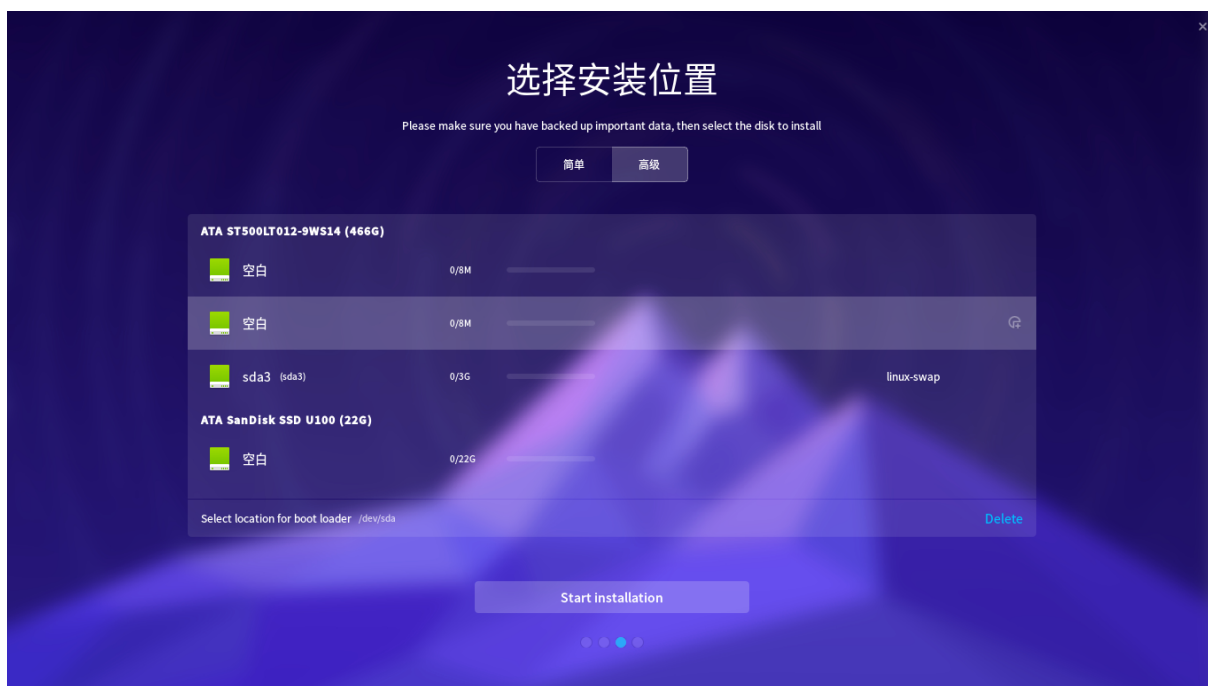 选择安装位置
Please make sure you have backed up important data, then select the disk to install
简单 高级
ATA ST500LT012-9WS14 (466G)
空白 0/8M
空白 0/8M
sda3 (sda3) 0/3G linux-swap
ATA SanDisk SSD U100 (22G)
空白 0/22G
Select location for boot loader /dev/sda Delete
Start installation